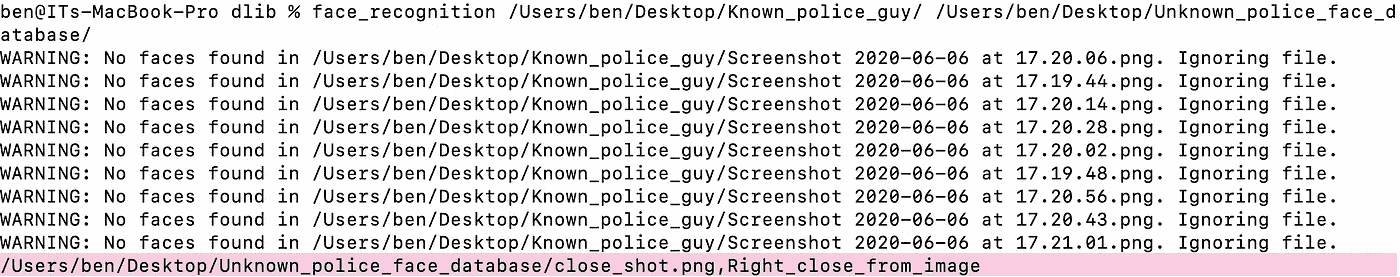 ben@ITs-MacBook-Pro dlib % face_recognition /Users/ben/Desktop/Known_police_guy/ /Users/ben/Desktop/Unknown_police_face_d
atabase/
WARNING: No faces found in /Users/ben/Desktop/Known_police_guy/Screenshot 2020-06-06 at 17.20.06.png. Ignoring file.
WARNING: No faces found in /Users/ben/Desktop/Known_police_guy/Screenshot 2020-06-06 at 17.19.44.png. Ignoring file.
WARNING: No faces found in /Users/ben/Desktop/Known_police_guy/Screenshot 2020-06-06 at 17.20.14.png. Ignoring file.
WARNING: No faces found in /Users/ben/Desktop/Known_police_guy/Screenshot 2020-06-06 at 17.20.28.png. Ignoring file.
WARNING: No faces found in /Users/ben/Desktop/Known_police_guy/Screenshot 2020-06-06 at 17.20.02.png. Ignoring file.
WARNING: No faces found in /Users/ben/Desktop/Known_police_guy/Screenshot 2020-06-06 at 17.19.48.png. Ignoring file.
WARNING: No faces found in /Users/ben/Desktop/Known_police_guy/Screenshot 2020-06-06 at 17.20.56.png. Ignoring file.
WARNING: No faces found in /Users/ben/Desktop/Known_police_guy/Screenshot 2020-06-06 at 17.20.43.png. Ignoring file.
WARNING: No faces found in /Users/ben/Desktop/Known_police_guy/Screenshot 2020-06-06 at 17.21.01.png. Ignoring file.
/Users/ben/Desktop/Unknown_police_face_database/close_shot.png,Right_close_from_image